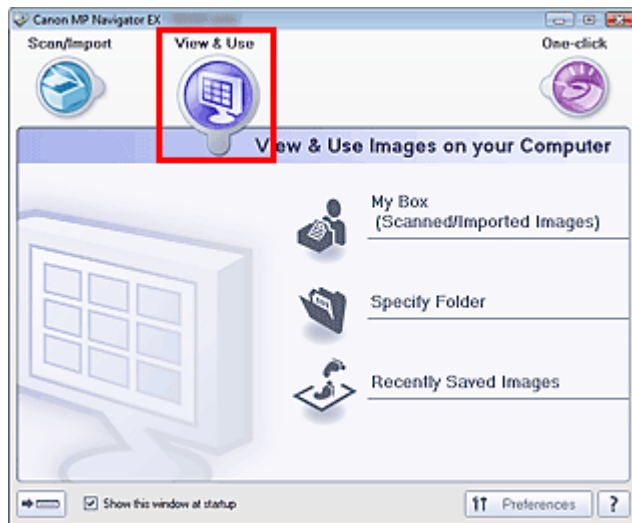 Canon MP Navigator EX
Scan/Import
View & Use
One-click
View & Use Images on your Computer
My Box
(Scanned/Imported Images)
Specify Folder
Recently Saved Images
Show this window at startup
Preferences
?